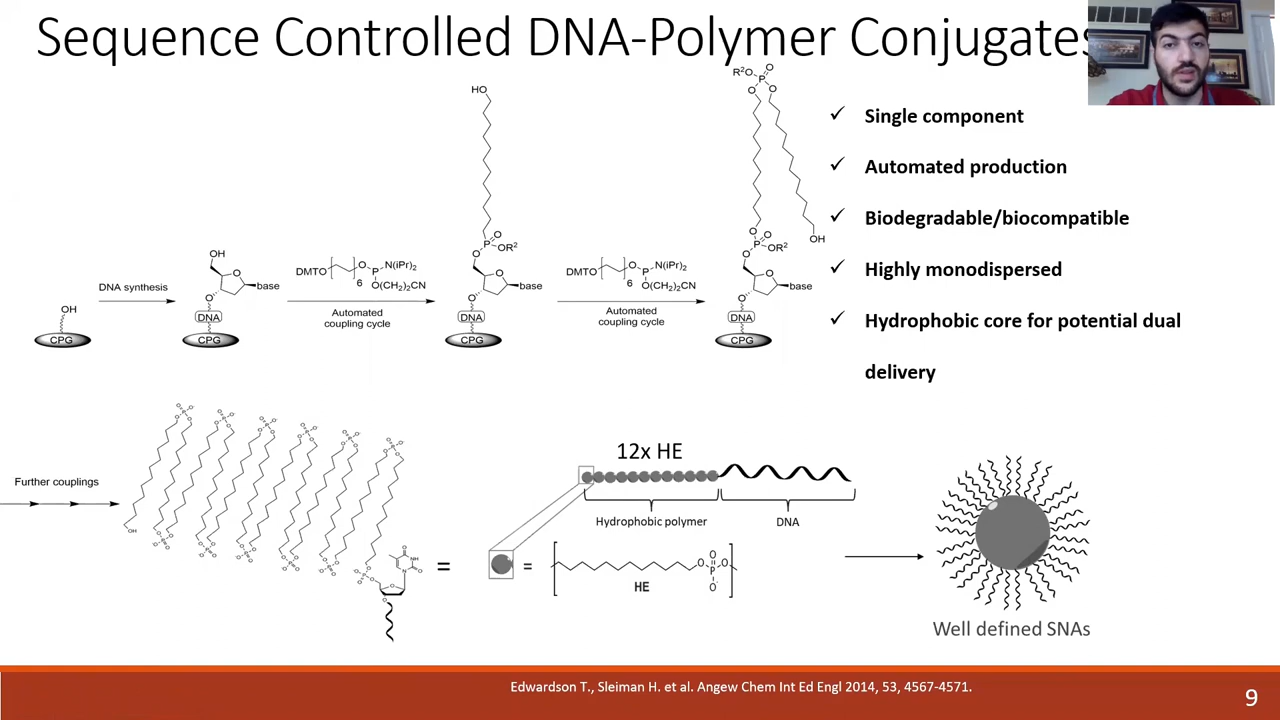 Sequence Controlled DNA-Polymer Conjugates
HO
OH
DNA synthesis
CPG
OH
O
base
O
DNA
CPG
DMTO
6
O
P
N(iPr)₂
O(CH₂)₂CN
Automated
coupling cycle
O
P
O
OR²
O
base
O
DNA
CPG
DMTO
6
O
P
N(iPr)₂
O(CH₂)₂CN
Automated
coupling cycle
R²O
P
O
O
O
OH
O
P
O
OR²
O
O
base
O
DNA
CPG
✓ Single component
✓ Automated production
✓ Biodegradable/biocompatible
✓ Highly monodispersed
✓ Hydrophobic core for potential dual
delivery
Further couplings
OH
=
12x HE
Hydrophobic polymer
DNA
=
O
O
P
O
O⁻
HE
Well defined SNAs
Edwardson T., Sleiman H. et al. Angew Chem Int Ed Engl 2014, 53, 4567-4571.
9